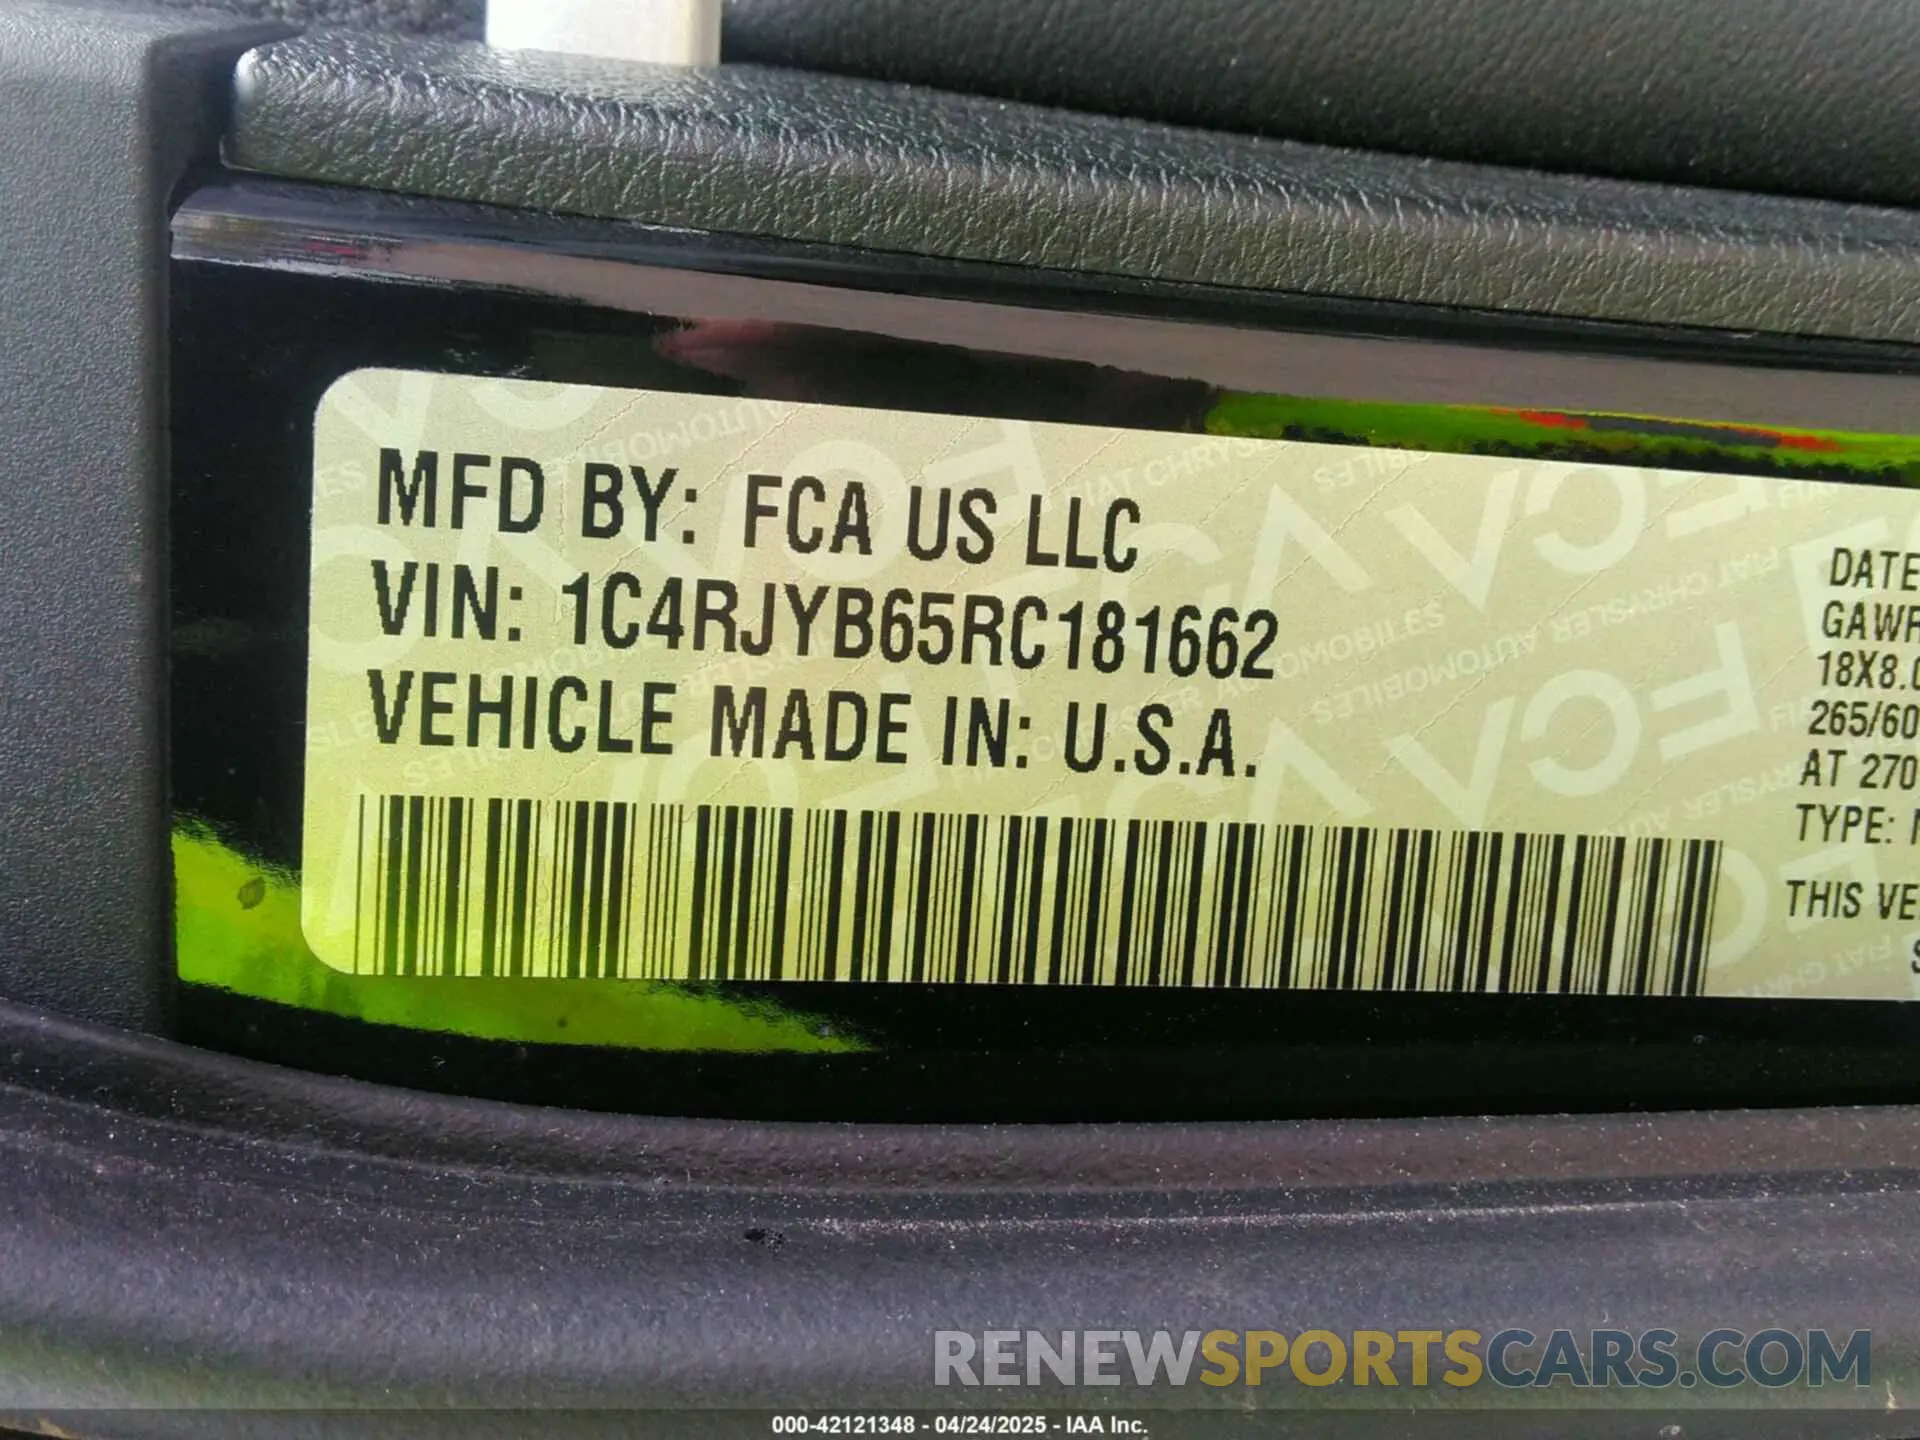 MFD BY: FCA US LLC
VIN: 1C4RJYB65RC181662
VEHICLE MADE IN: U.S.A.
DATE
GAWR
18X8.0
265/60
AT 270
TYPE:
THIS VE
RENEWSPORTSCARS.COM
000-42121348 - 04/24/2025 - IAA Inc.